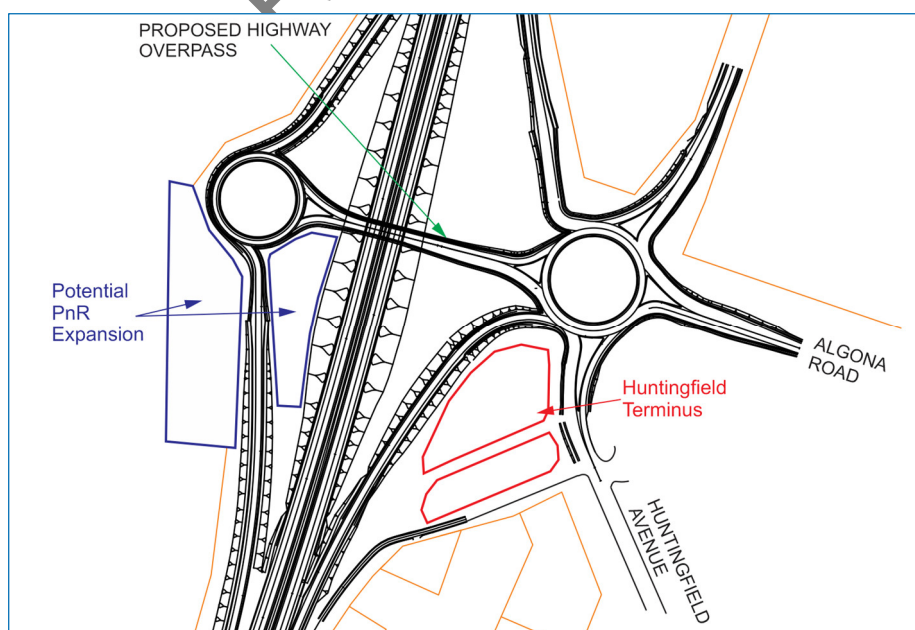 PROPOSED HIGHWAY
OVERPASS
Potential
PnR
Expansion
Huntingfield
Terminus
ALGONA
ROAD
HUNTINGFIELD
AVENUE